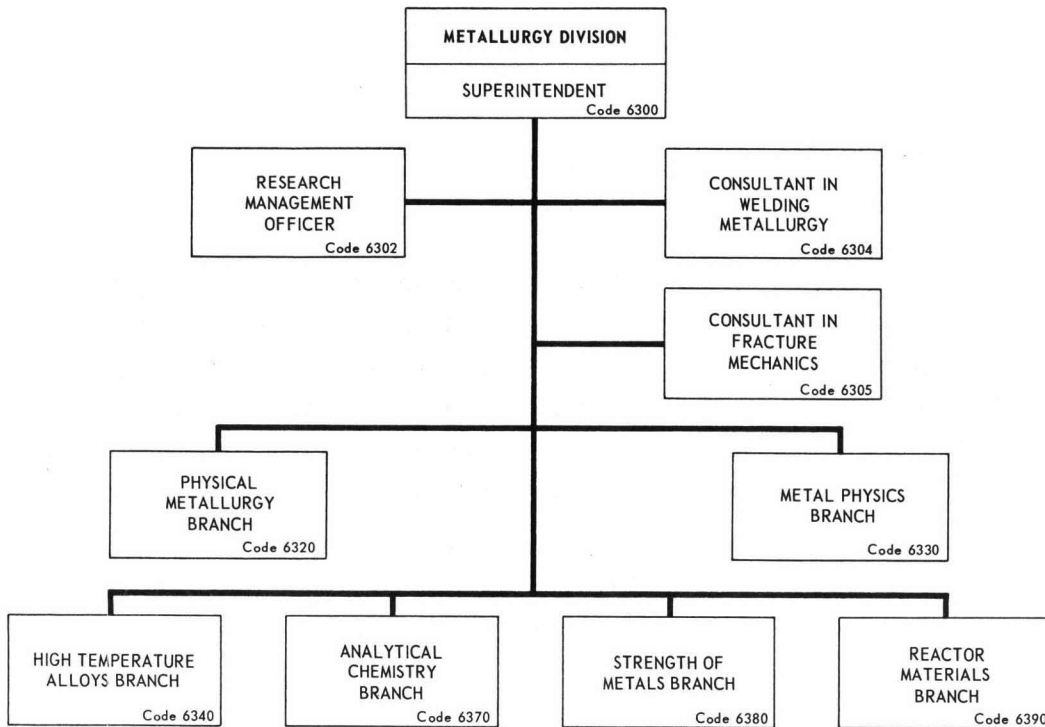 METALLURGY DIVISION
SUPERINTENDENT
Code 6300
RESEARCH
MANAGEMENT
OFFICER
Code 6302
CONSULTANT IN
WELDING
METALLURGY
Code 6304
CONSULTANT IN
FRACTURE
MECHANICS
Code 6305
PHYSICAL
METALLURGY
BRANCH
Code 6320
METAL PHYSICS
BRANCH
Code 6330
HIGH TEMPERATURE
ALLOYS BRANCH
Code 6340
ANALYTICAL
CHEMISTRY
BRANCH
Code 6370
STRENGTH OF
METALS BRANCH
Code 6380
REACTOR
MATERIALS
BRANCH
Code 6390